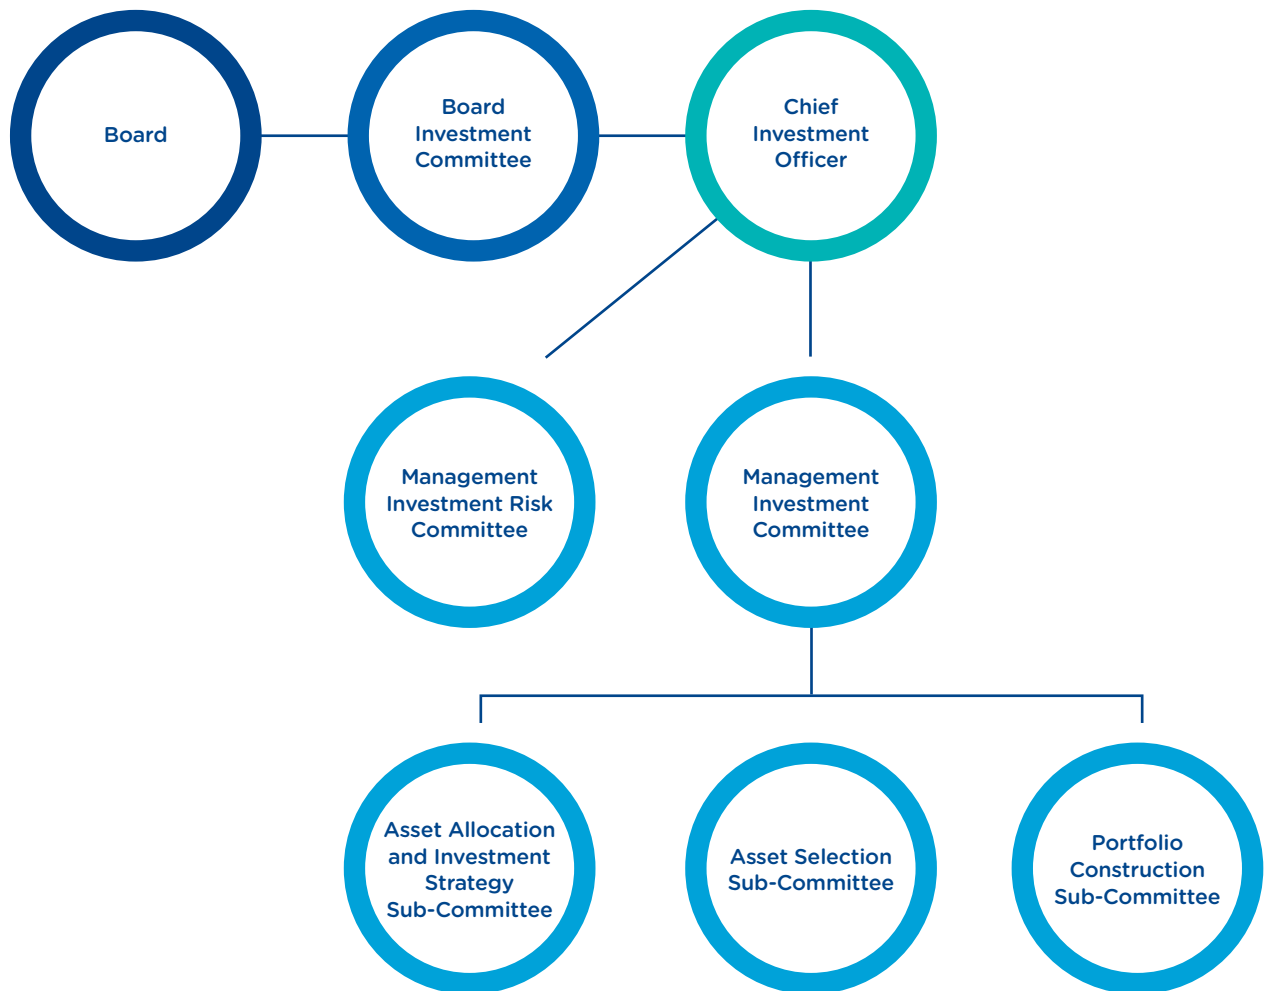 Board
Board
Investment
Committee
Chief
Investment
Officer
Management
Investment Risk
Committee
Management
Investment
Committee
Asset Allocation
and Investment
Strategy
Sub-Committee
Asset Selection
Sub-Committee
Portfolio
Construction
Sub-Committee